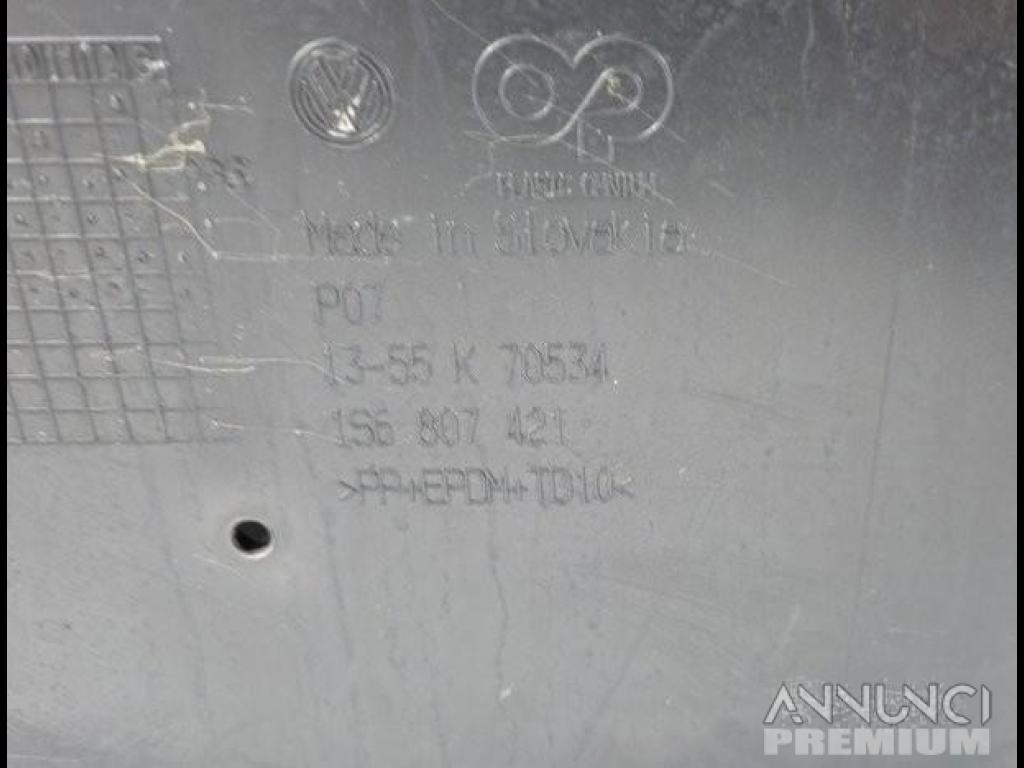 Made in Slovakia
P07
13-55 K 70534
1S6 807 421
>PP+EPDM+TD10<
ANNUNCI
PREMIUM